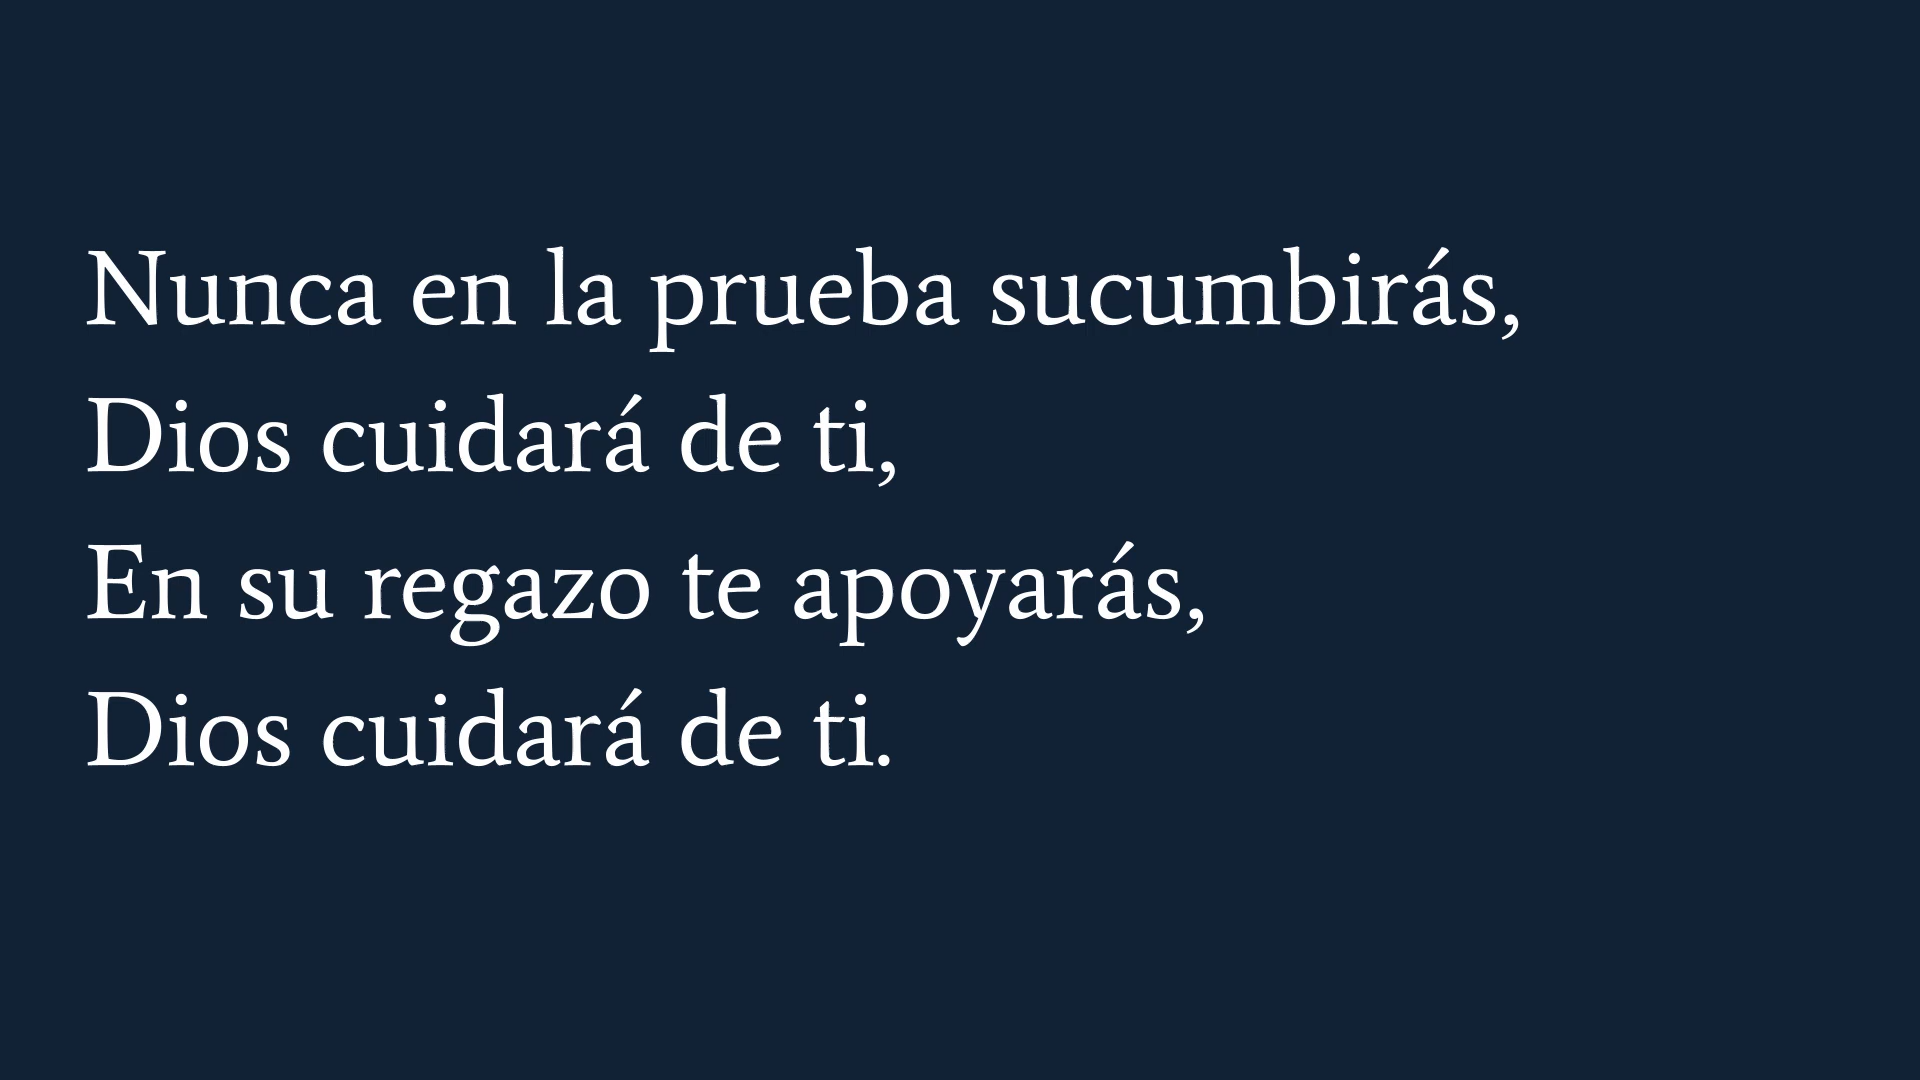 Nunca en la prueba sucumbirás,
Dios cuidará de ti,
En su regazo te apoyarás,
Dios cuidará de ti.